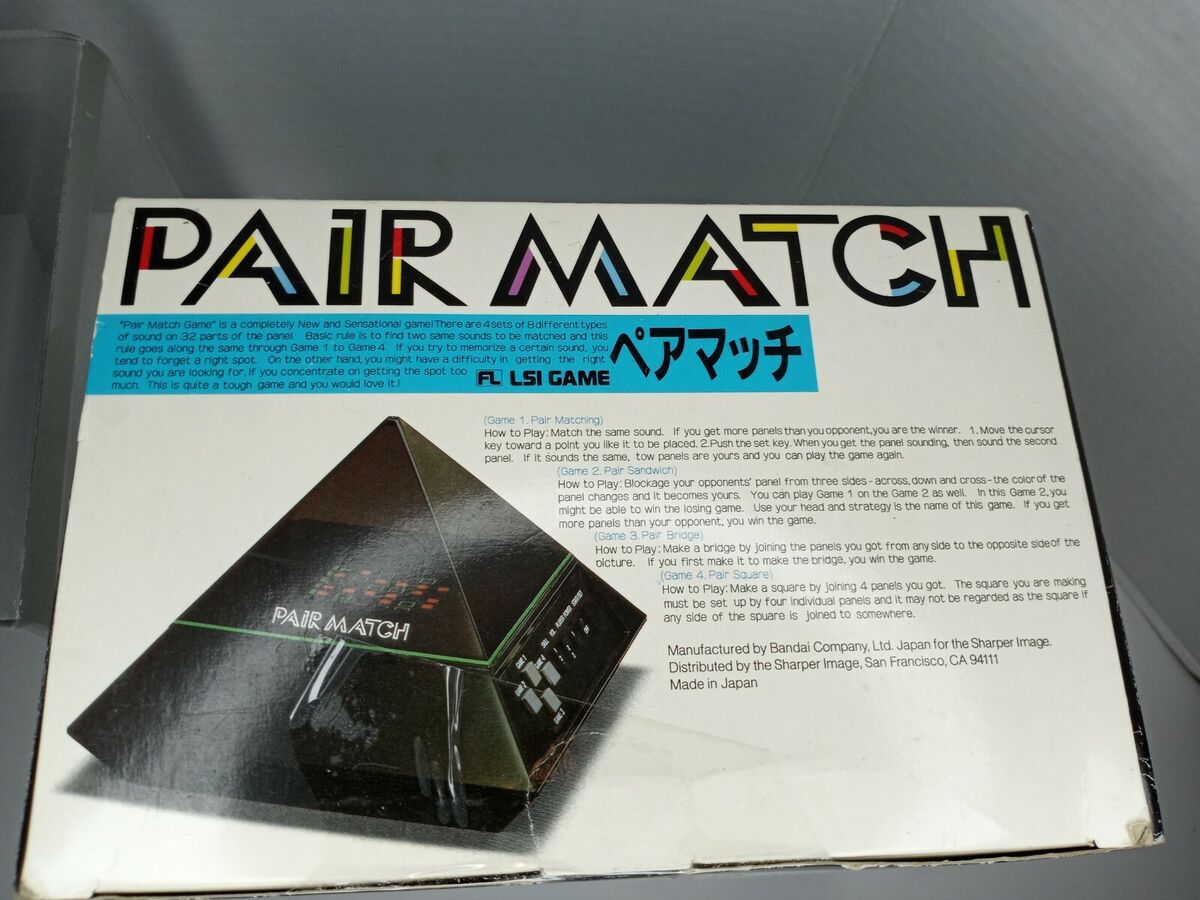 PAIR MATCH
"Pair Match Game" is a completely New and Sensational game! There are 4 sets of 8 different types
of sound on 32 parts of the panel. Basic rule is to find two same sounds to be matched and this
rule goes along the same through Game 1 to Game 4. If you try to memorize a certain sound, you
tend to forget a right spot. On the other hand, you might have a difficulty in getting the right
sound you are looking for, if you concentrate on getting the spot too
much. This is quite a tough game and you would love it!
FL LSI GAME
ペアマッチ
(Game 1. Pair Matching)
How to Play: Match the same sound. If you get more panels than you opponent, you are the winner. 1. Move the cursor
key toward a point you like it to be placed. 2. Push the set key. When you get the panel sounding, then sound the second
panel. If it sounds the same, tow panels are yours and you can play the game again.
(Game 2. Pair Sandwich)
How to Play: Blockage your opponents' panel from three sides - across, down and cross - the color of the
panel changes and it becomes yours. You can play Game 1 on the Game 2 as well. In this Game 2, you
might be able to win the losing game. Use your head and strategy is the name of this game. If you get
more panels than your opponent, you win the game.
(Game 3. Pair Bridge)
How to Play: Make a bridge by joining the panels you got from any side to the opposite side of the
picture. If you first make it to make the bridge, you win the game.
(Game 4. Pair Square)
How to Play: Make a square by joining 4 panels you got. The square you are making
must be set up by four individual panels and it may not be regarded as the square if
any side of the spuare is joined to somewhere.
Manufactured by Bandai Company, Ltd. Japan for the Sharper Image.
Distributed by the Sharper Image, San Francisco, CA 94111
Made in Japan
PAIR MATCH
GAME 1
GAME 2
GAME 3